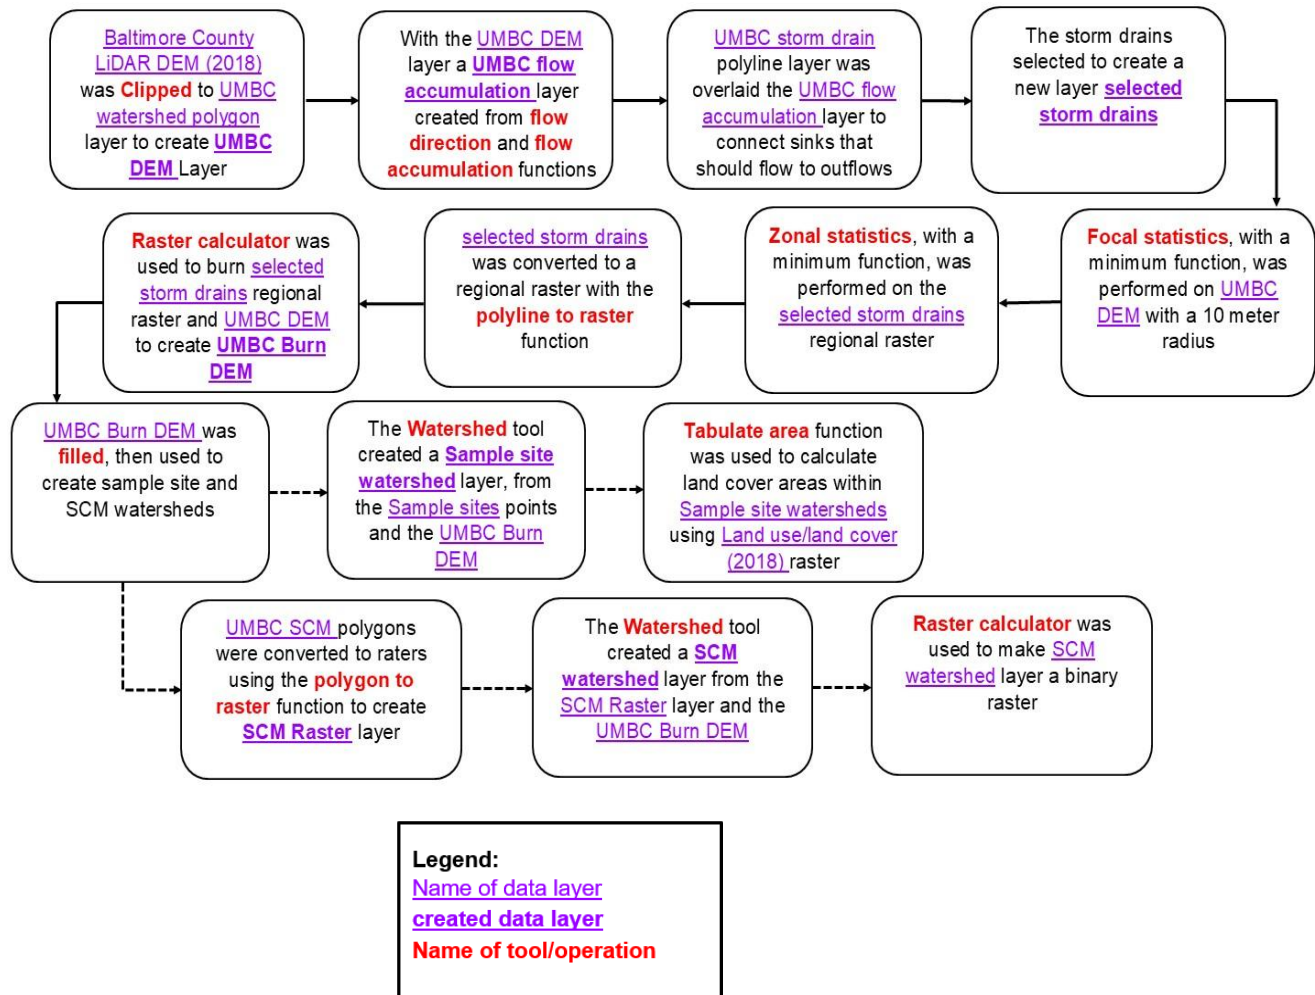 Baltimore County
LiDAR DEM (2018)
was Clipped to UMBC
watershed polygon
layer to create UMBC
DEM Layer
With the UMBC DEM
layer a UMBC flow
accumulation layer
created from flow
direction and flow
accumulation functions
UMBC storm drain
polyline layer was
overlaid the UMBC flow
accumulation layer to
connect sinks that
should flow to outflows
The storm drains
selected to create a
new layer selected
storm drains
Focal statistics, with a
minimum function, was
performed on UMBC
DEM with a 10 meter
radius
Zonal statistics, with a
minimum function, was
performed on the
selected storm drains
regional raster
selected storm drains
was converted to a
regional raster with the
polyline to raster
function
Raster calculator was
used to burn selected
storm drains regional
raster and UMBC DEM
to create UMBC Burn
DEM
UMBC Burn DEM was
filled, then used to
create sample site and
SCM watersheds
The Watershed tool
created a Sample site
watershed layer, from
the Sample sites points
and the UMBC Burn
DEM
Tabulate area function
was used to calculate
land cover areas within
Sample site watersheds
using Land use/land cover
(2018) raster
UMBC SCM polygons
were converted to raters
using the polygon to
raster function to create
SCM Raster layer
The Watershed tool
created a SCM
watershed layer from the
SCM Raster layer and the
UMBC Burn DEM
Raster calculator was
used to make SCM
watershed layer a binary
raster
Legend:
Name of data layer
created data layer
Name of tool/operation